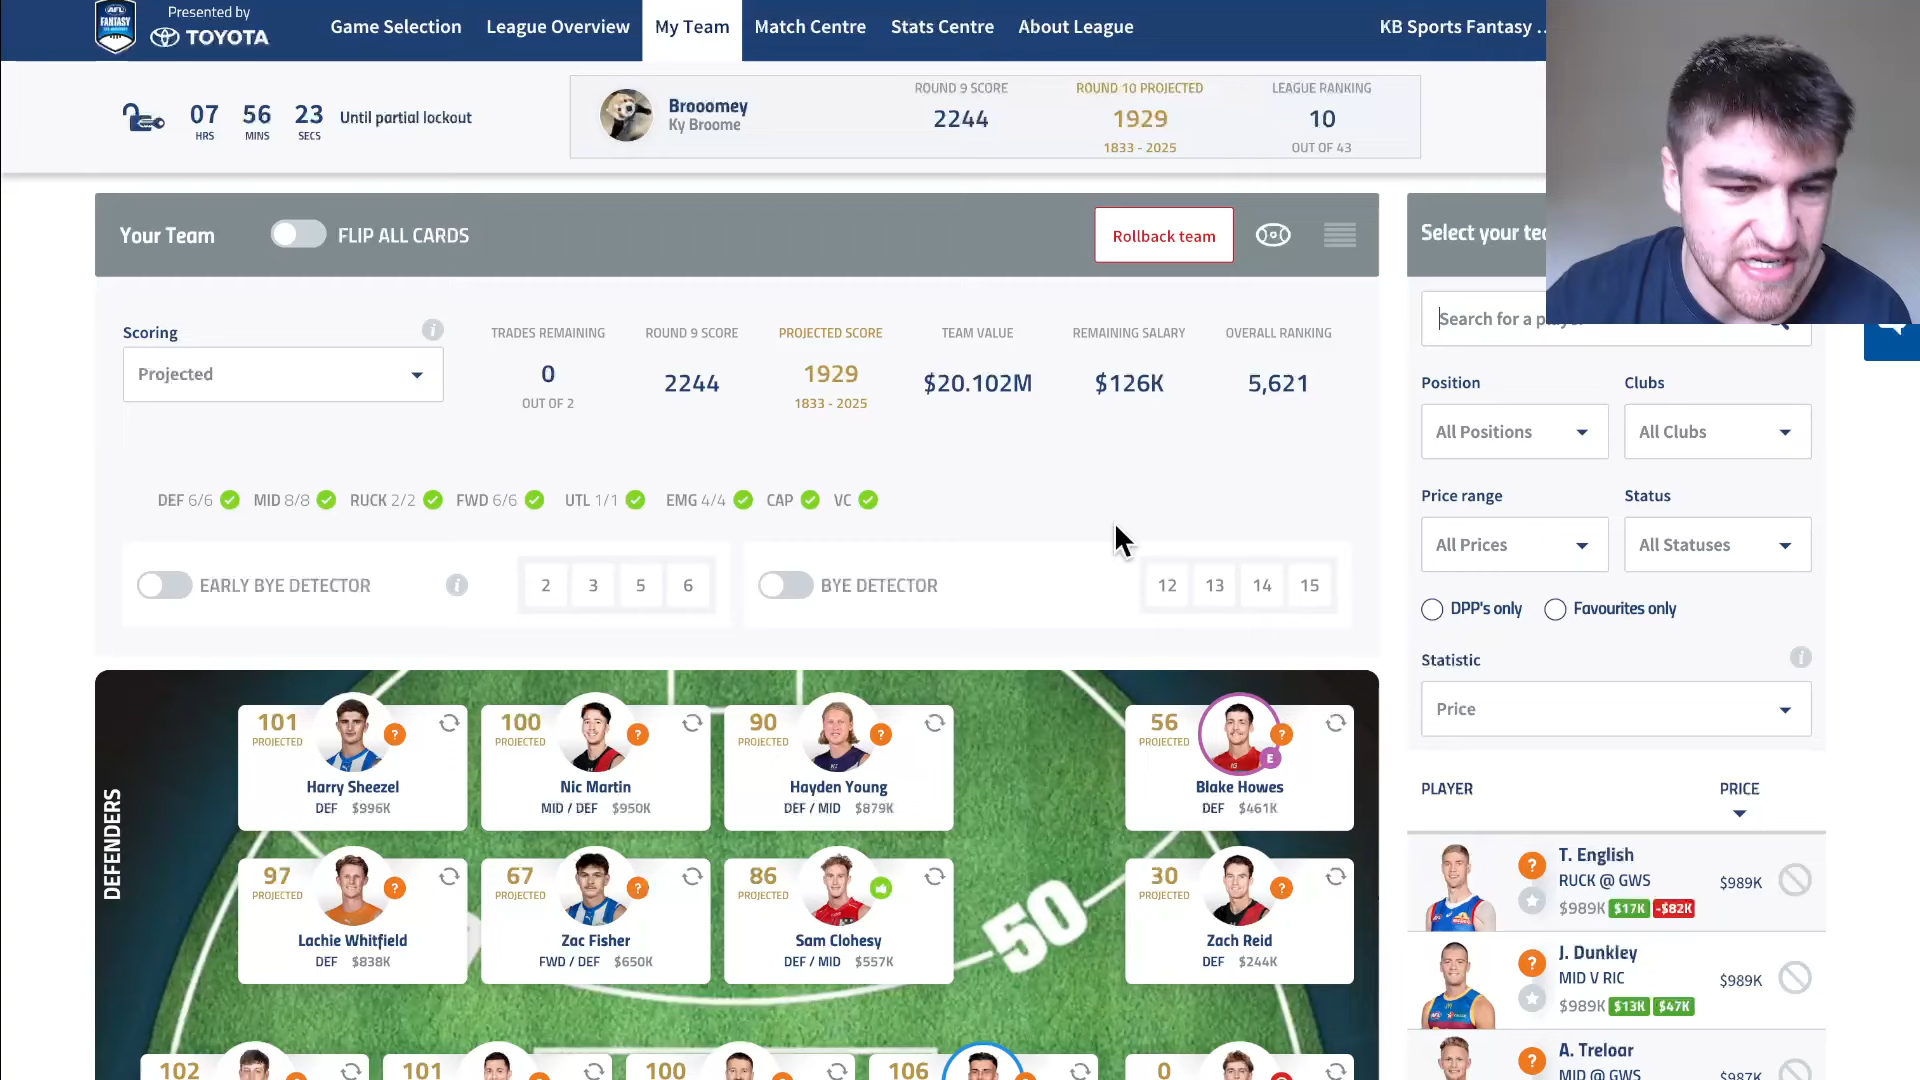 AFL
FANTASY
Presented by
TOYOTA
Game Selection
League Overview
My Team
Match Centre
Stats Centre
About League
KB Sports Fantasy ..
07
HRS
56
MINS
23
SECS
Until partial lockout
Brooomey
Ky Broome
ROUND 9 SCORE
2244
ROUND 10 PROJECTED
1929
1833 - 2025
LEAGUE RANKING
10
OUT OF 43
Your Team
FLIP ALL CARDS
Rollback team
Select your tea
Scoring
Projected
TRADES REMAINING
0
OUT OF 2
ROUND 9 SCORE
2244
PROJECTED SCORE
1929
1833 - 2025
TEAM VALUE
$20.102M
REMAINING SALARY
$126K
OVERALL RANKING
5,621
DEF 6/6
MID 8/8
RUCK 2/2
FWD 6/6
UTL 1/1
EMG 4/4
CAP
VC
EARLY BYE DETECTOR
2
3
5
6
BYE DETECTOR
12
13
14
15
Search for a player
Position
Clubs
All Positions
All Clubs
Price range
Status
All Prices
All Statuses
DPP's only
Favourites only
Statistic
Price
PLAYER
PRICE
T. English
RUCK @ GWS
$989K $17K -$82K
$989K
J. Dunkley
MID V RIC
$989K $13K $47K
$989K
A. Treloar
MID @ GWS
$987K
DEFENDERS
101
PROJECTED
Harry Sheezel
DEF $996K
100
PROJECTED
Nic Martin
MID / DEF $950K
90
PROJECTED
Hayden Young
DEF / MID $879K
56
PROJECTED
E
Blake Howes
DEF $461K
97
PROJECTED
Lachie Whitfield
DEF $838K
67
PROJECTED
Zac Fisher
FWD / DEF $650K
86
PROJECTED
Sam Clohesy
DEF / MID $557K
30
PROJECTED
Zach Reid
DEF $244K
50
102
101
100
106
0